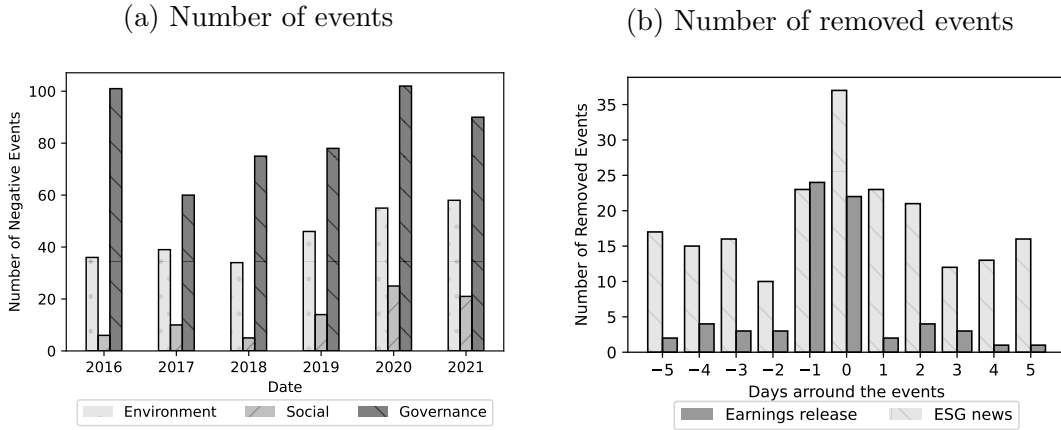 (a) Number of events
Number of Negative Events
100
80
60
40
20
0
2016 2017 2018 2019 2020 2021
Date
Environment Social Governance
(b) Number of removed events
Number of Removed Events
35
30
25
20
15
10
5
0
−5 −4 −3 −2 −1 0 1 2 3 4 5
Days arround the events
Earnings release ESG news